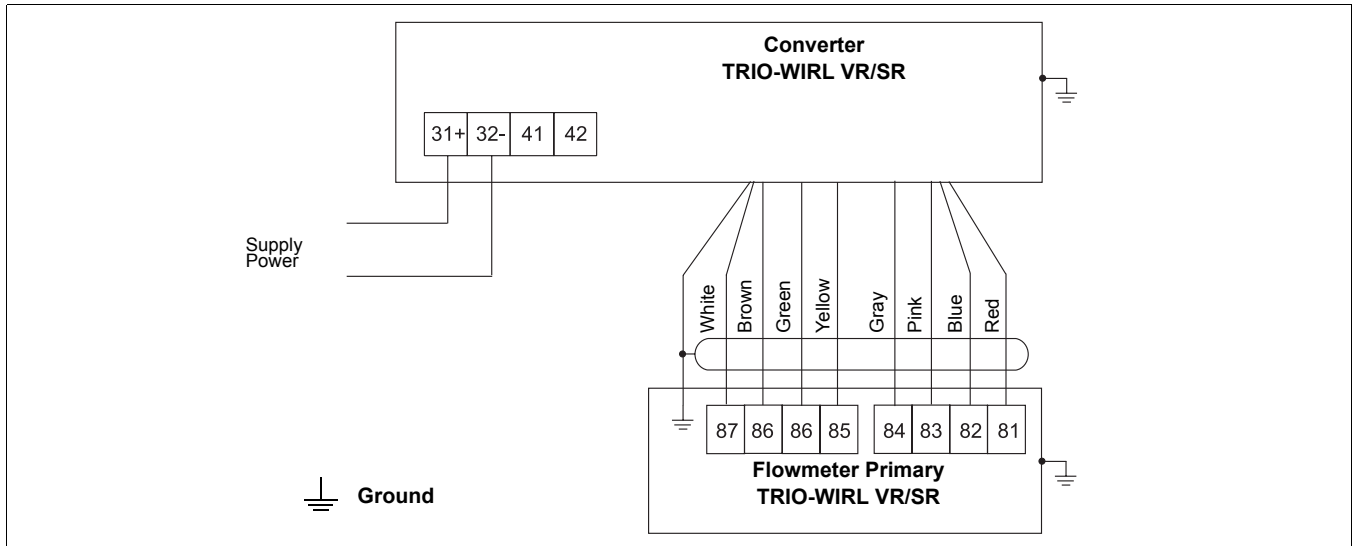 Converter
TRIO-WIRL VR/SR
31+ 32- 41 42
Supply
Power
White
Brown
Green
Yellow
Gray
Pink
Blue
Red
87 86 86 85 84 83 82 81
Flowmeter Primary
TRIO-WIRL VR/SR
Ground